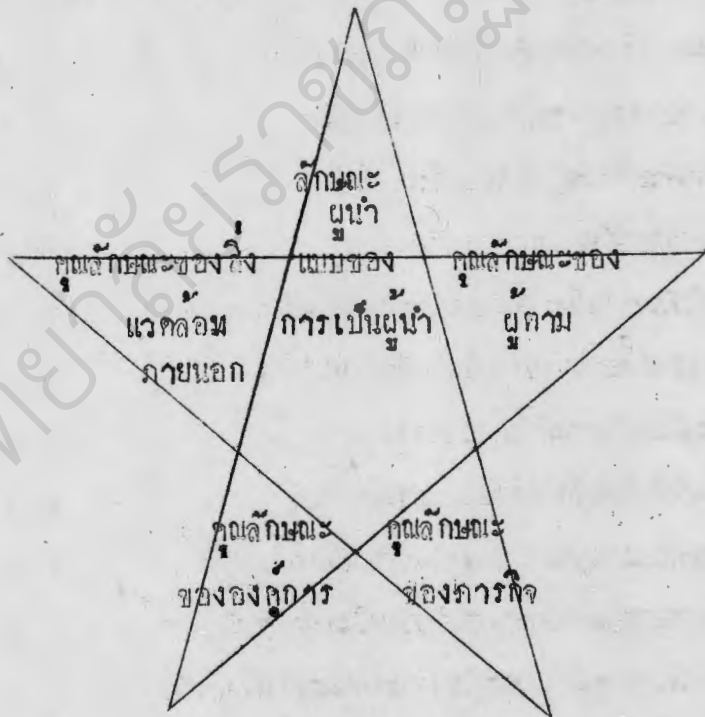 ลักษณะ
ผู้นำ
คุณลักษณะของสิ่ง
แวดล้อม
ภายนอก
แบบของ
การเป็นผู้นำ
คุณลักษณะของ
ผู้ตาม
คุณลักษณะ
ขององค์การ
คุณลักษณะ
ของภารกิจ